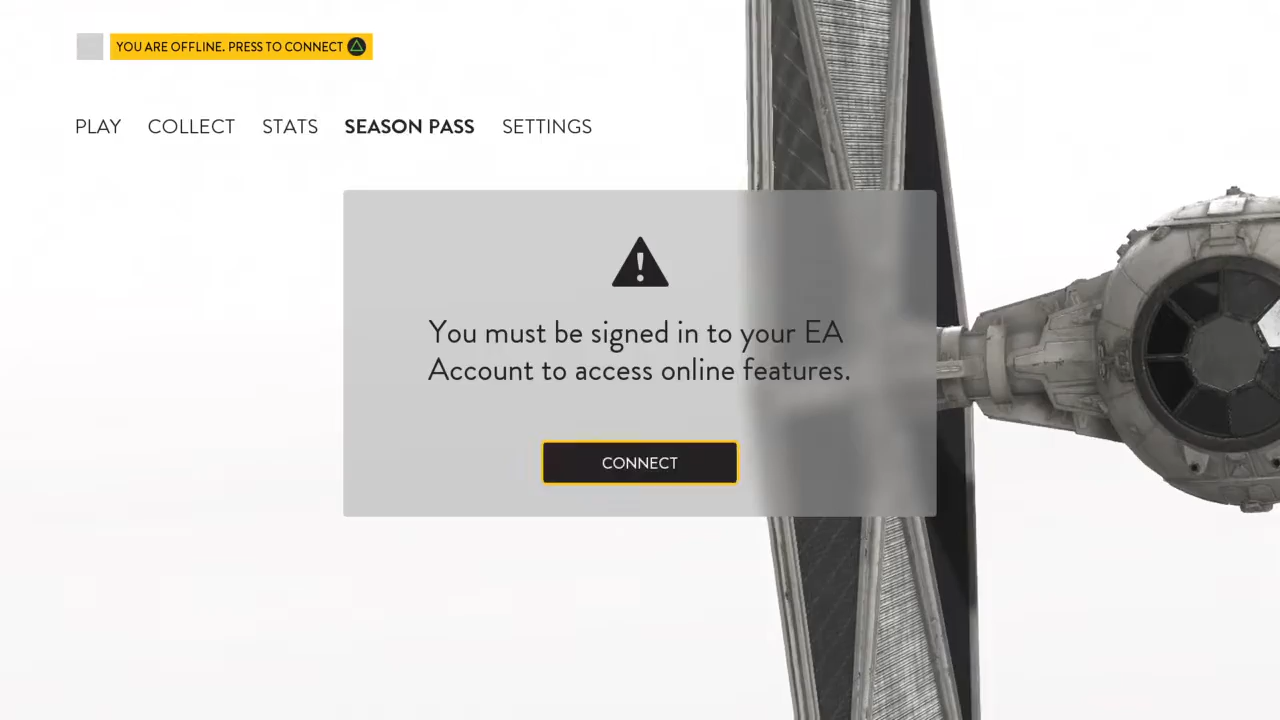 YOU ARE OFFLINE. PRESS TO CONNECT
PLAY COLLECT STATS SEASON PASS SETTINGS
You must be signed in to your EA
Account to access online features.
CONNECT